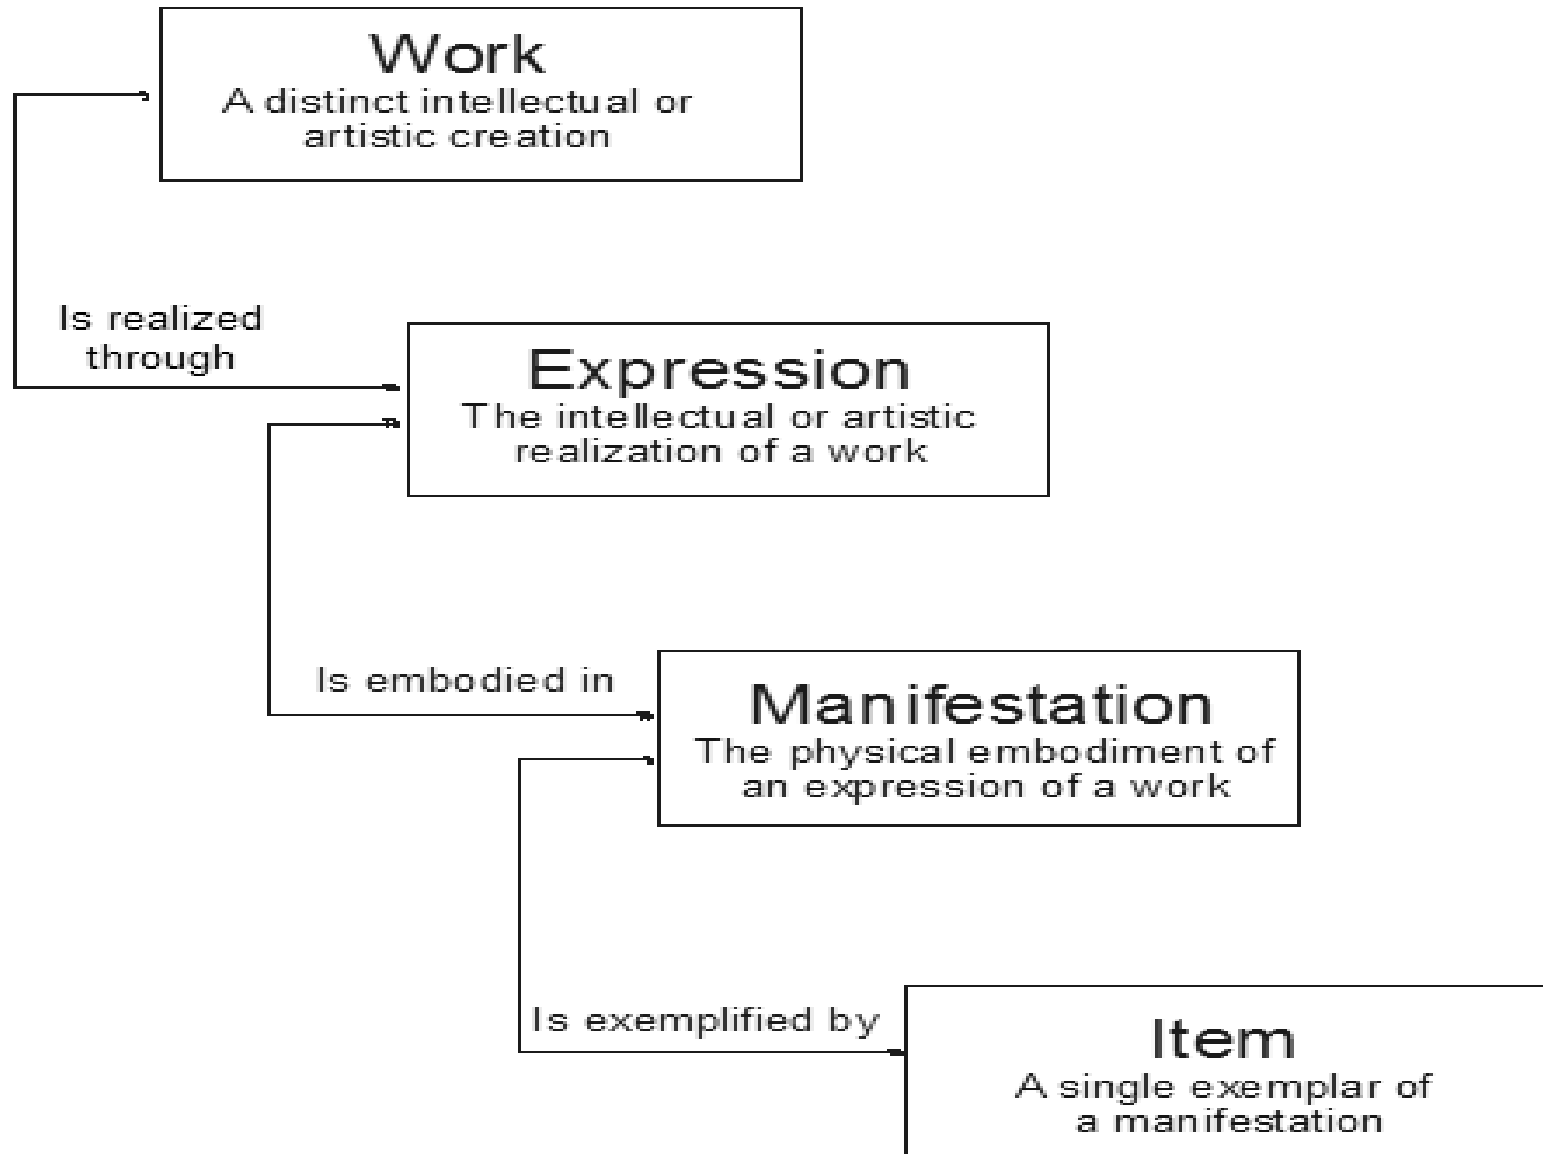 Work
A distinct intellectual or
artistic creation
Is realized
through
Expression
The intellectual or artistic
realization of a work
Is embodied in
Manifestation
The physical embodiment of
an expression of a work
Is exemplified by
Item
A single exemplar of
a manifestation